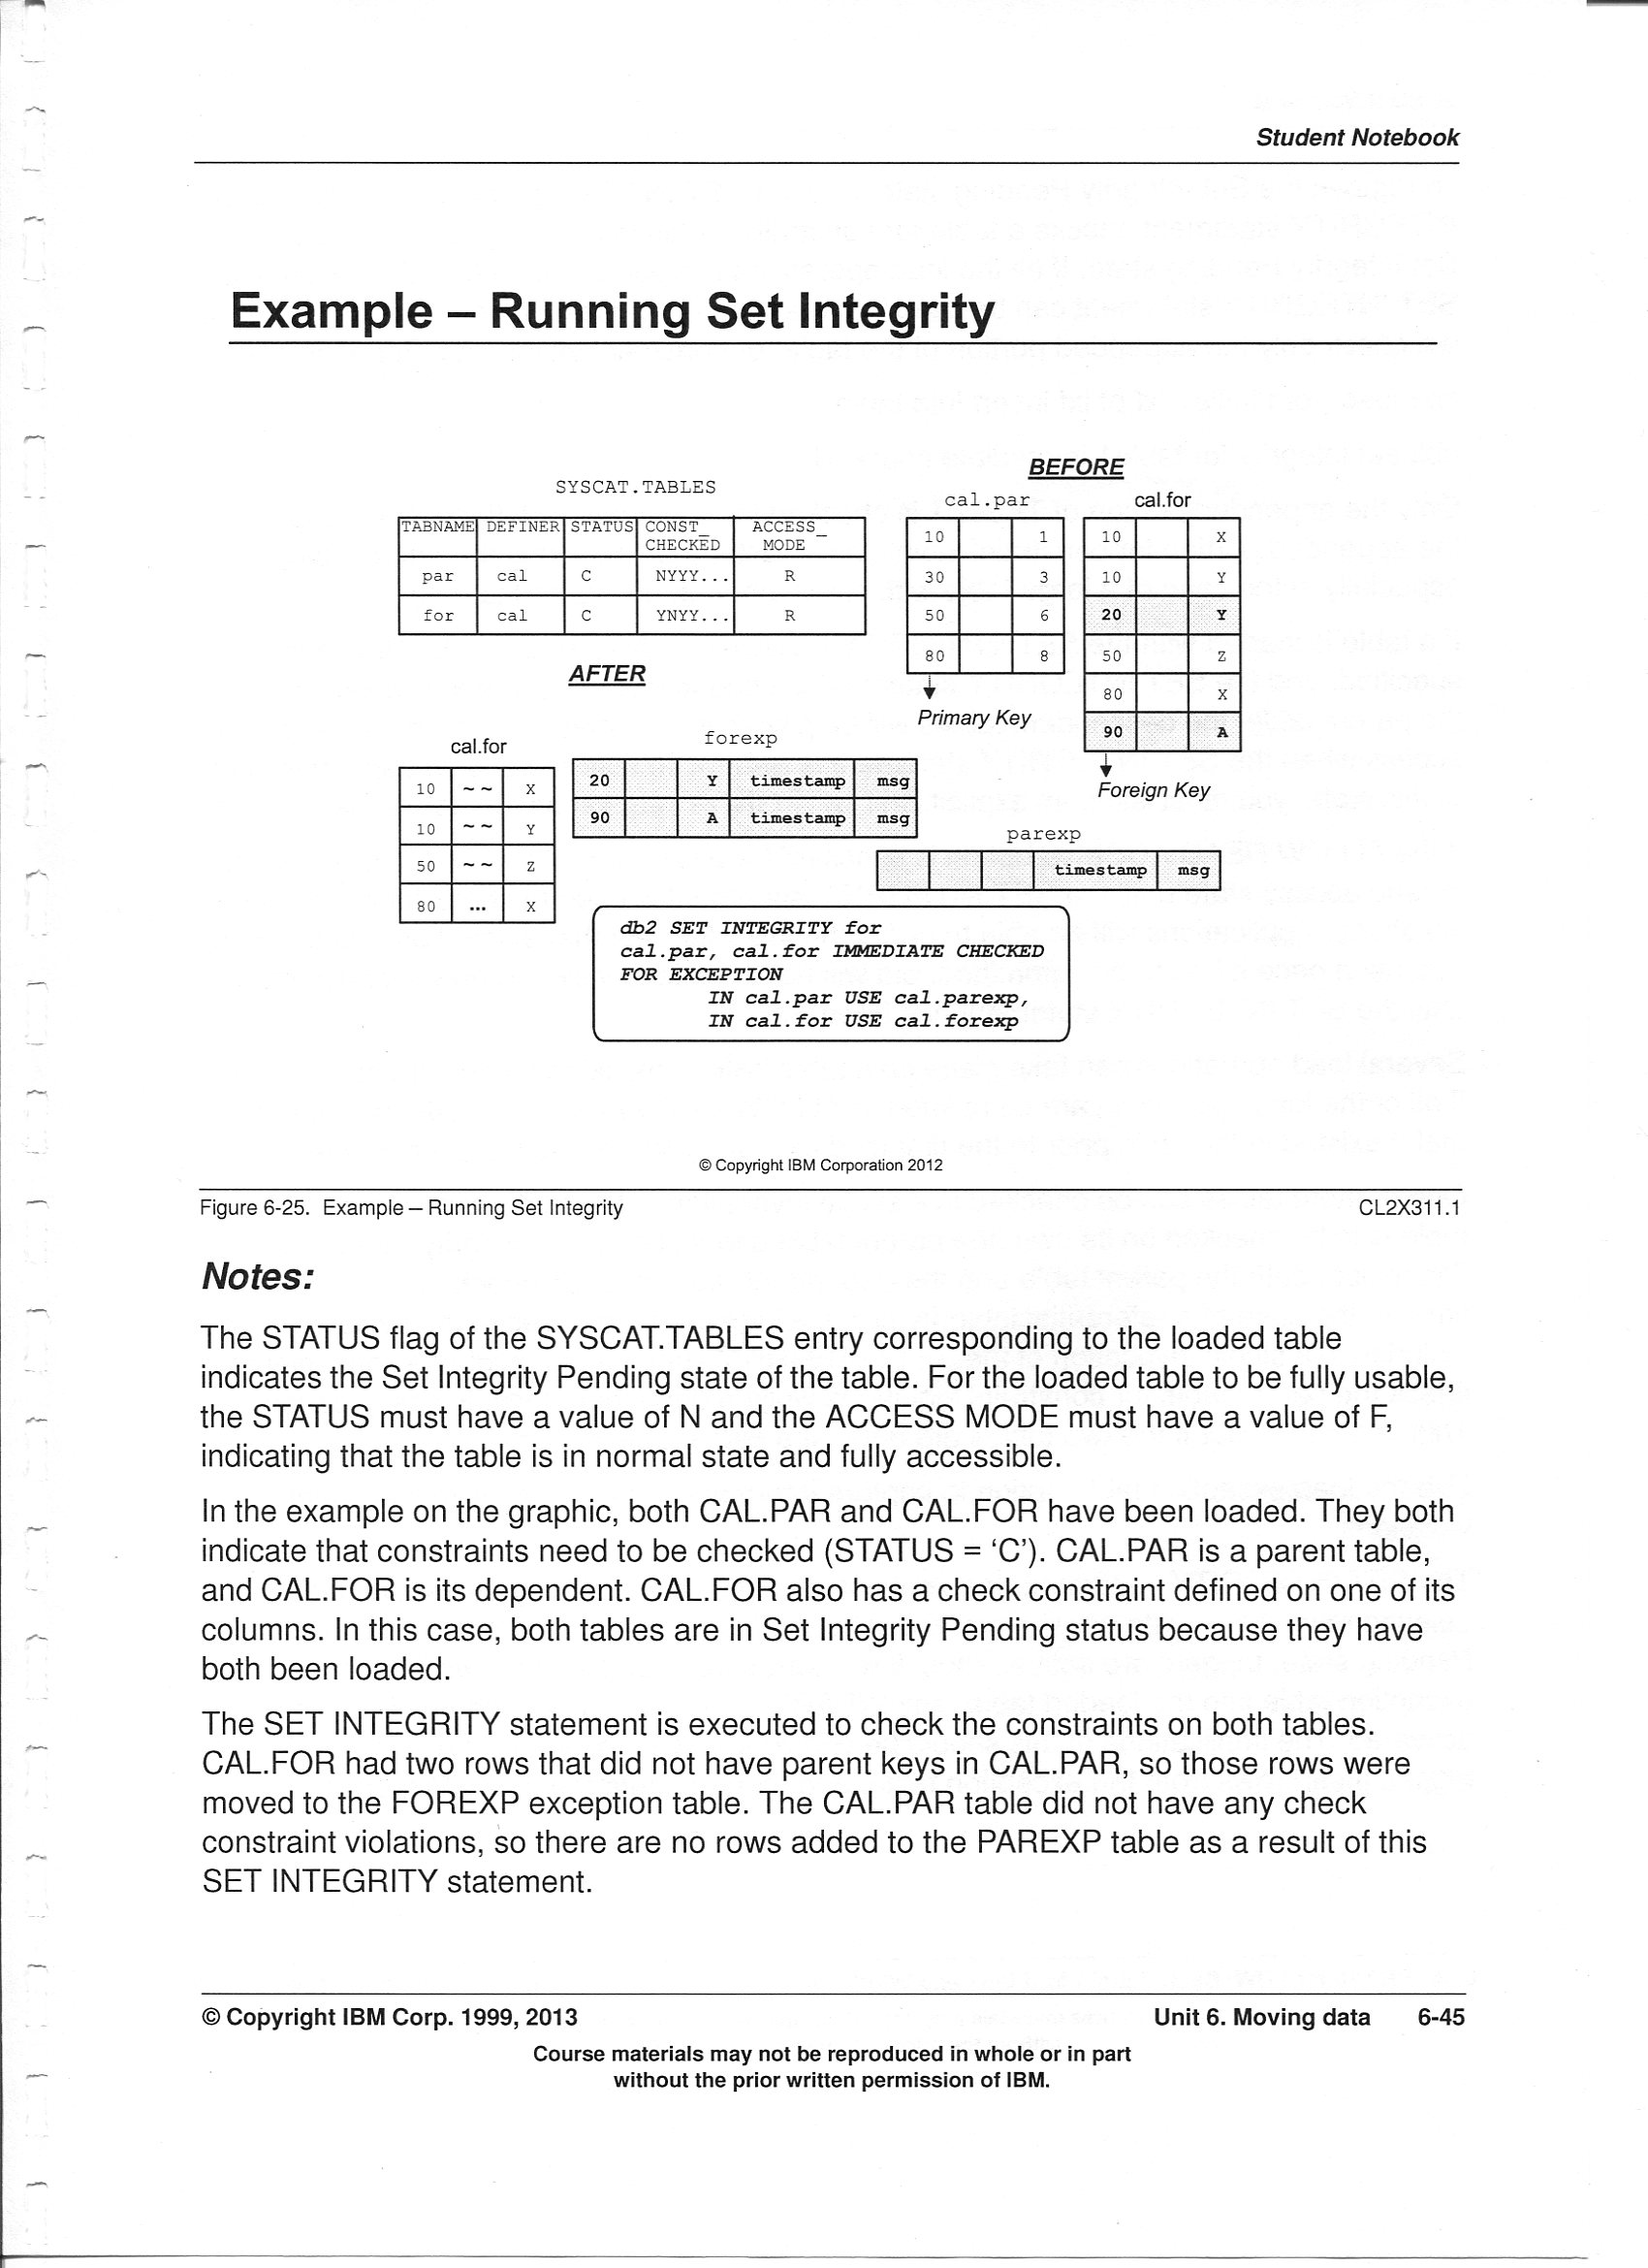 Student Notebook
Example – Running Set Integrity
SYSCAT.TABLES
TABNAME DEFINER STATUS CONST_ CHECKED ACCESS_ MODE
par cal C NYYY... R
for cal C YNYY... R
BEFORE
cal.par
10 1
30 3
50 6
80 8
Primary Key
cal.for
10 X
10 Y
20 Y
50 Z
80 X
90 A
Foreign Key
AFTER
cal.for
10 ~ ~ X
10 ~ ~ Y
50 ~ ~ Z
80 ... X
forexp
20 Y timestamp msg
90 A timestamp msg
parexp
timestamp msg
db2 SET INTEGRITY for
cal.par, cal.for IMMEDIATE CHECKED
FOR EXCEPTION
IN cal.par USE cal.parexp,
IN cal.for USE cal.forexp
© Copyright IBM Corporation 2012
Figure 6-25. Example – Running Set Integrity CL2X311.1
Notes:
The STATUS flag of the SYSCAT.TABLES entry corresponding to the loaded table
indicates the Set Integrity Pending state of the table. For the loaded table to be fully usable,
the STATUS must have a value of N and the ACCESS MODE must have a value of F,
indicating that the table is in normal state and fully accessible.
In the example on the graphic, both CAL.PAR and CAL.FOR have been loaded. They both
indicate that constraints need to be checked (STATUS = ‘C’). CAL.PAR is a parent table,
and CAL.FOR is its dependent. CAL.FOR also has a check constraint defined on one of its
columns. In this case, both tables are in Set Integrity Pending status because they have
both been loaded.
The SET INTEGRITY statement is executed to check the constraints on both tables.
CAL.FOR had two rows that did not have parent keys in CAL.PAR, so those rows were
moved to the FOREXP exception table. The CAL.PAR table did not have any check
constraint violations, so there are no rows added to the PAREXP table as a result of this
SET INTEGRITY statement.
© Copyright IBM Corp. 1999, 2013 Unit 6. Moving data 6-45
Course materials may not be reproduced in whole or in part
without the prior written permission of IBM.